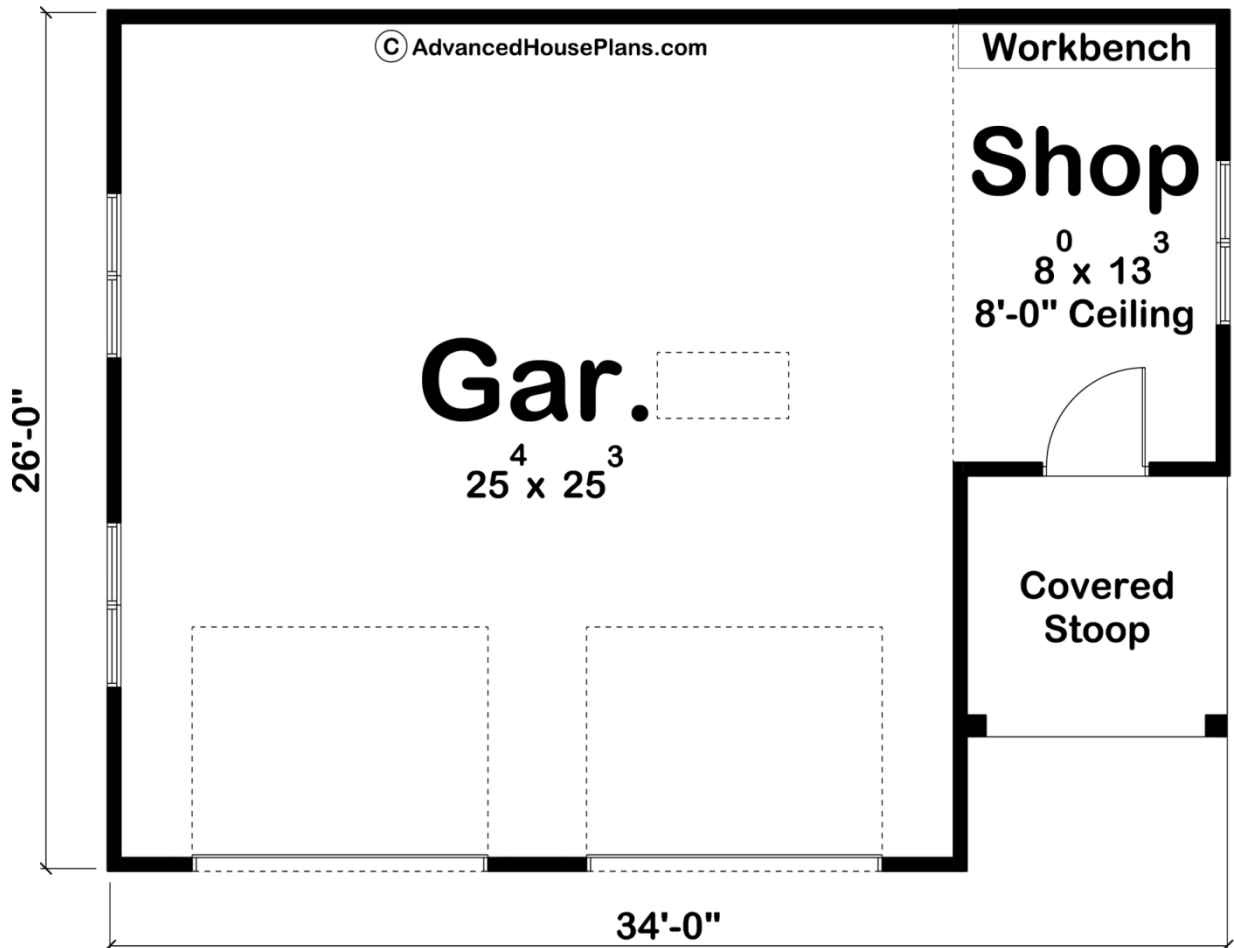 © AdvancedHousePlans.com
Workbench
Shop
8⁰ x 13³
8'-0" Ceiling
Gar.
25⁴ x 25³
26'-0"
Covered
Stoop
34'-0"